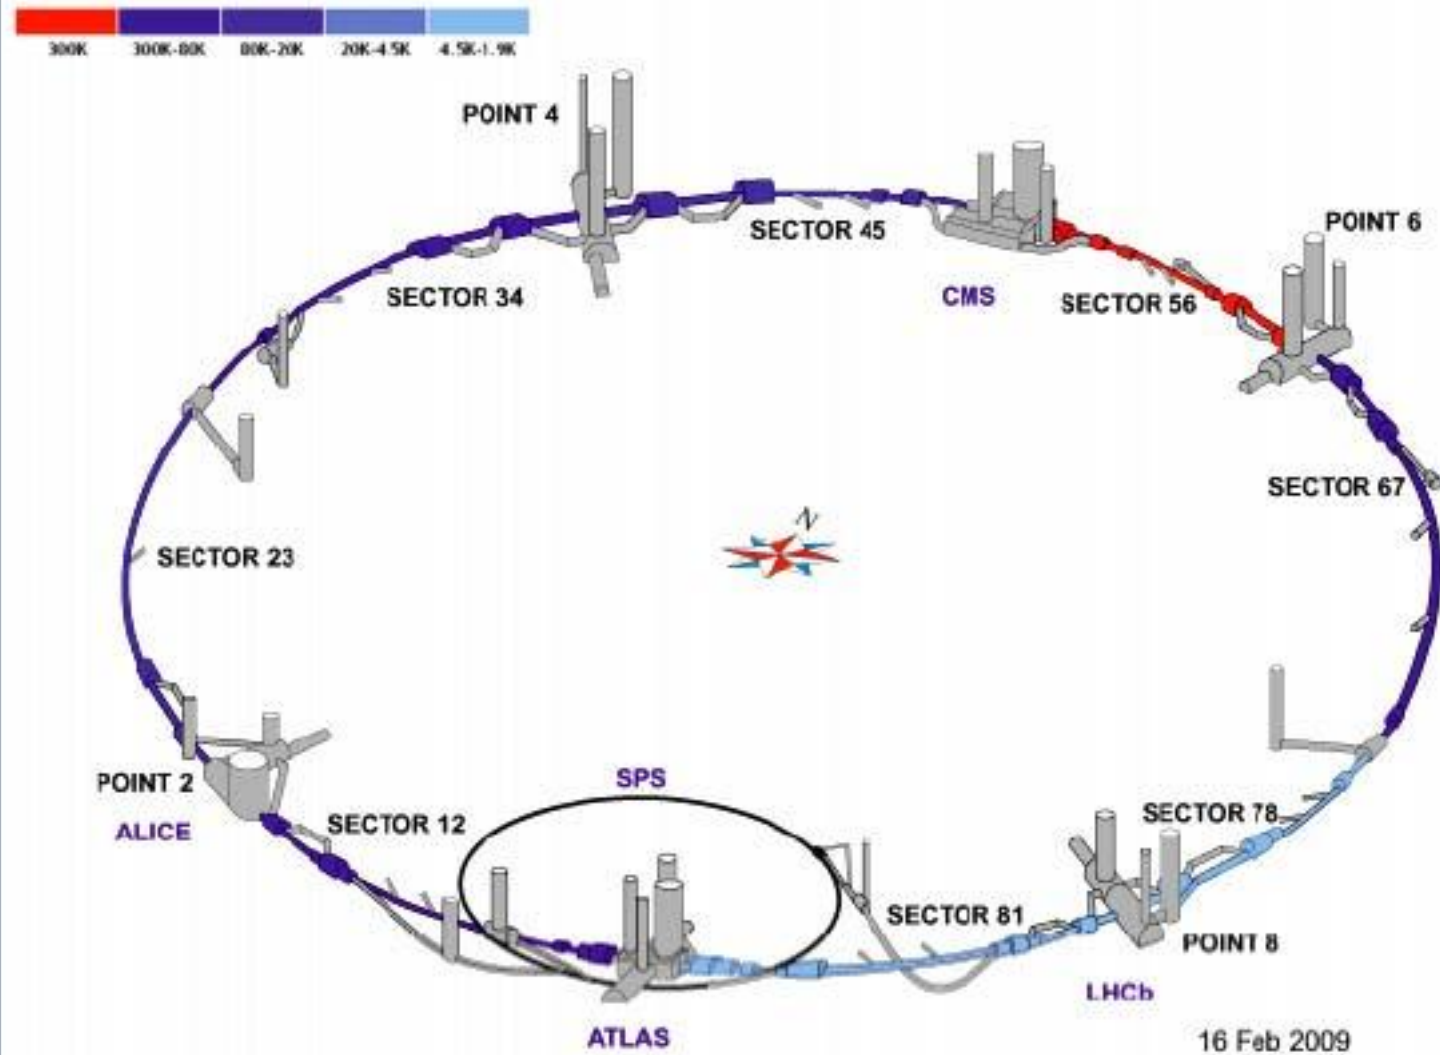 300K 300K-80K 80K-20K 20K-4.5K 4.5K-1.9K
POINT 4
POINT 6
SECTOR 45
SECTOR 34
CMS
SECTOR 56
SECTOR 67
N
SECTOR 23
SPS
POINT 2
SECTOR 78
ALICE
SECTOR 12
SECTOR 81
POINT 8
LHCb
ATLAS
16 Feb 2009